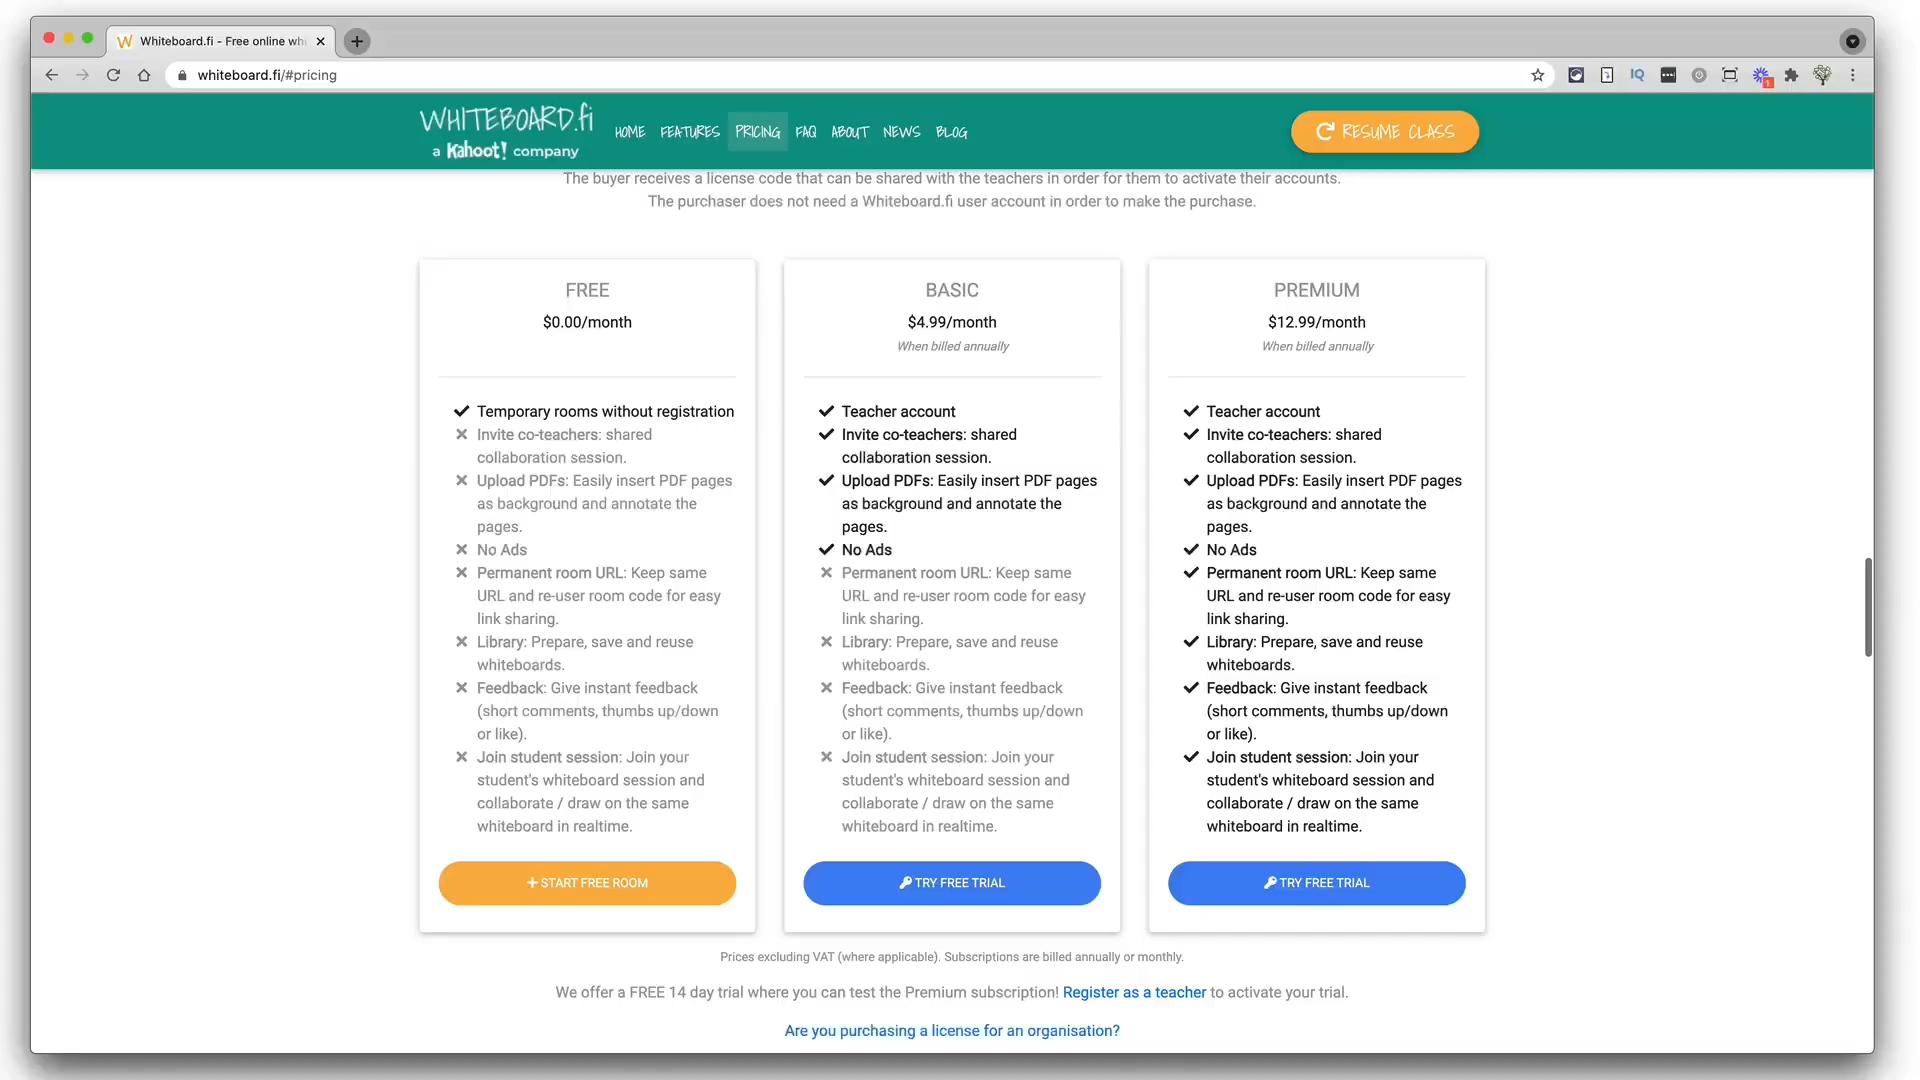 Whiteboard.fi - Free online whi
whiteboard.fi/#pricing
IQ
1
WHITEBOARD.fi
a Kahoot! company
HOME FEATURES PRICING FAQ ABOUT NEWS BLOG
RESUME CLASS
The buyer receives a license code that can be shared with the teachers in order for them to activate their accounts.
The purchaser does not need a Whiteboard.fi user account in order to make the purchase.
FREE
$0.00/month
Temporary rooms without registration
Invite co-teachers: shared
collaboration session.
Upload PDFs: Easily insert PDF pages
as background and annotate the
pages.
No Ads
Permanent room URL: Keep same
URL and re-user room code for easy
link sharing.
Library: Prepare, save and reuse
whiteboards.
Feedback: Give instant feedback
(short comments, thumbs up/down
or like).
Join student session: Join your
student's whiteboard session and
collaborate / draw on the same
whiteboard in realtime.
START FREE ROOM
BASIC
$4.99/month
When billed annually
Teacher account
Invite co-teachers: shared
collaboration session.
Upload PDFs: Easily insert PDF pages
as background and annotate the
pages.
No Ads
Permanent room URL: Keep same
URL and re-user room code for easy
link sharing.
Library: Prepare, save and reuse
whiteboards.
Feedback: Give instant feedback
(short comments, thumbs up/down
or like).
Join student session: Join your
student's whiteboard session and
collaborate / draw on the same
whiteboard in realtime.
TRY FREE TRIAL
PREMIUM
$12.99/month
When billed annually
Teacher account
Invite co-teachers: shared
collaboration session.
Upload PDFs: Easily insert PDF pages
as background and annotate the
pages.
No Ads
Permanent room URL: Keep same
URL and re-user room code for easy
link sharing.
Library: Prepare, save and reuse
whiteboards.
Feedback: Give instant feedback
(short comments, thumbs up/down
or like).
Join student session: Join your
student's whiteboard session and
collaborate / draw on the same
whiteboard in realtime.
TRY FREE TRIAL
Prices excluding VAT (where applicable). Subscriptions are billed annually or monthly.
We offer a FREE 14 day trial where you can test the Premium subscription! Register as a teacher to activate your trial.
Are you purchasing a license for an organisation?